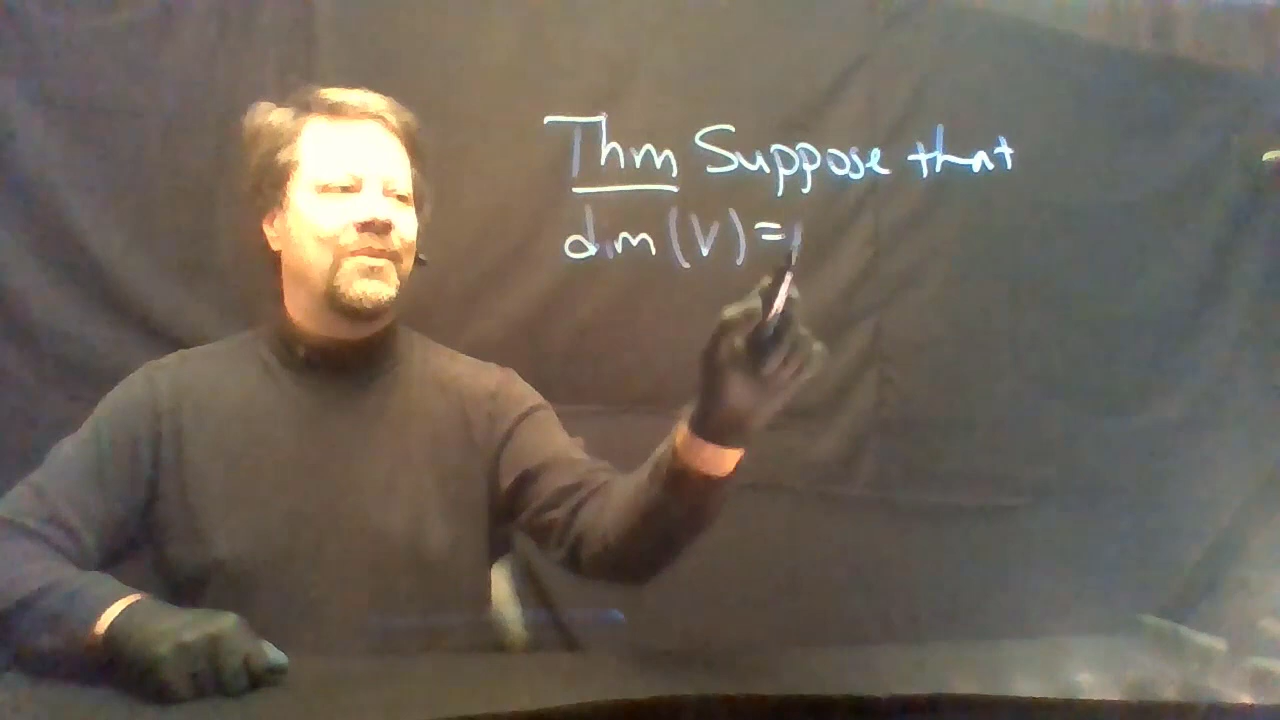 Thm Suppose that
dim (V) =